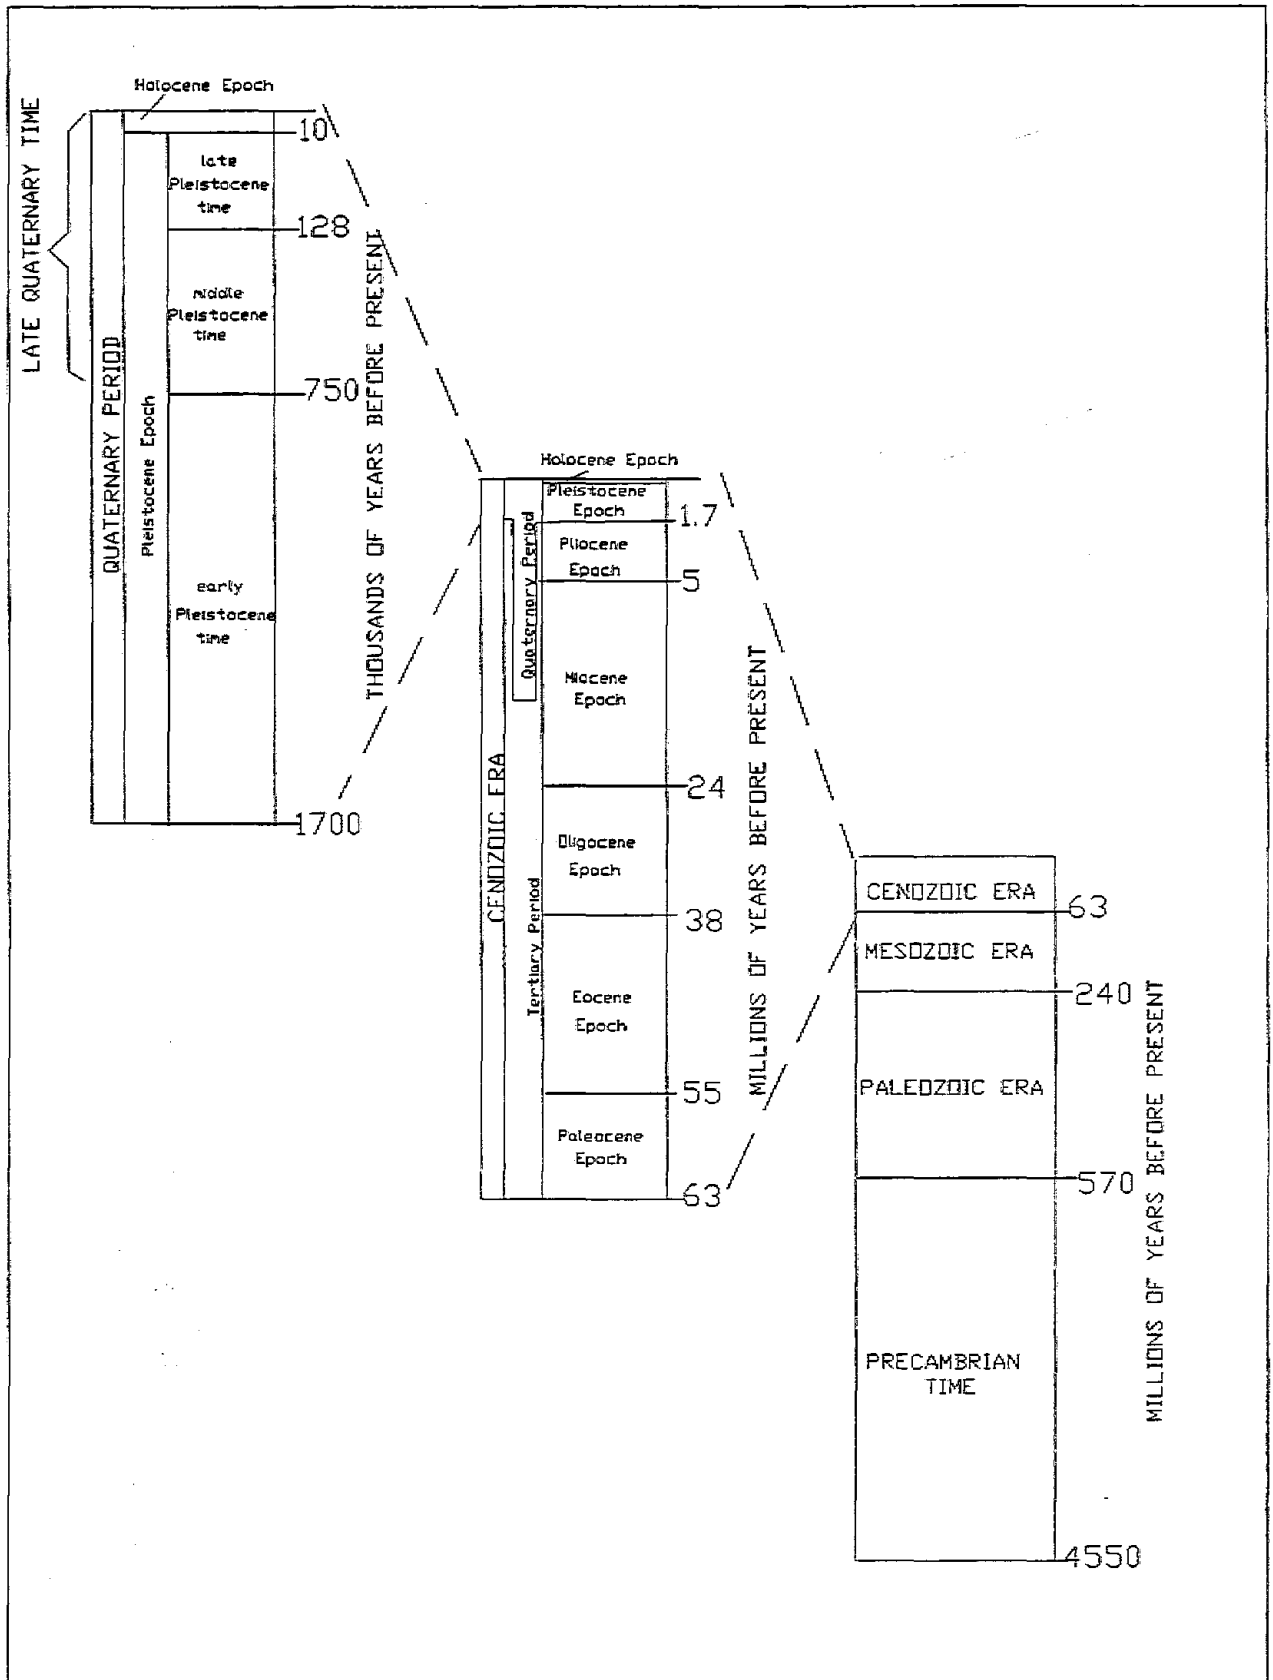 LATE QUATERNARY TIME
QUATERNARY PERIOD
Pleistocene Epoch
Holocene Epoch
10
late
Pleistocene
time
128
middle
Pleistocene
time
750
early
Pleistocene
time
1700
THOUSANDS OF YEARS BEFORE PRESENT
CENOZOIC ERA
Quaternary Period
Tertiary Period
Holocene Epoch
Pleistocene
Epoch
1.7
Pliocene
Epoch
5
Miocene
Epoch
24
Oligocene
Epoch
38
Eocene
Epoch
55
Paleocene
Epoch
63
MILLIONS OF YEARS BEFORE PRESENT
CENOZOIC ERA
63
MESOZOIC ERA
240
PALEOZOIC ERA
570
PRECAMBRIAN
TIME
4550
MILLIONS OF YEARS BEFORE PRESENT